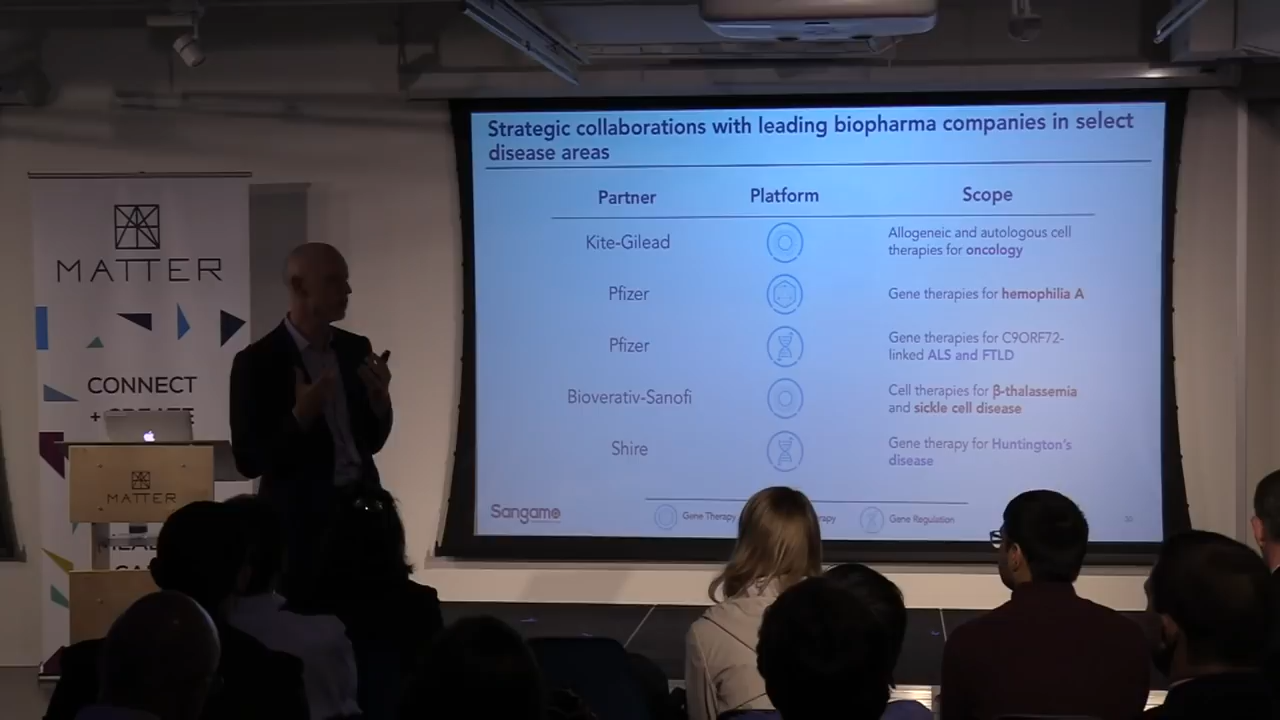 Strategic collaborations with leading biopharma companies in select
disease areas
Partner Platform Scope
Kite-Gilead
Allogeneic and autologous cell
therapies for oncology
Pfizer
Gene therapies for hemophilia A
Pfizer
Gene therapies for C9ORF72-
linked ALS and FTLD
Bioverativ-Sanofi
Cell therapies for β-thalassemia
and sickle cell disease
Shire
Gene therapy for Huntington's
disease
Sangamo
Gene Therapy
Gene Regulation
MATTER
CONNECT
+ CREATE
MATTER